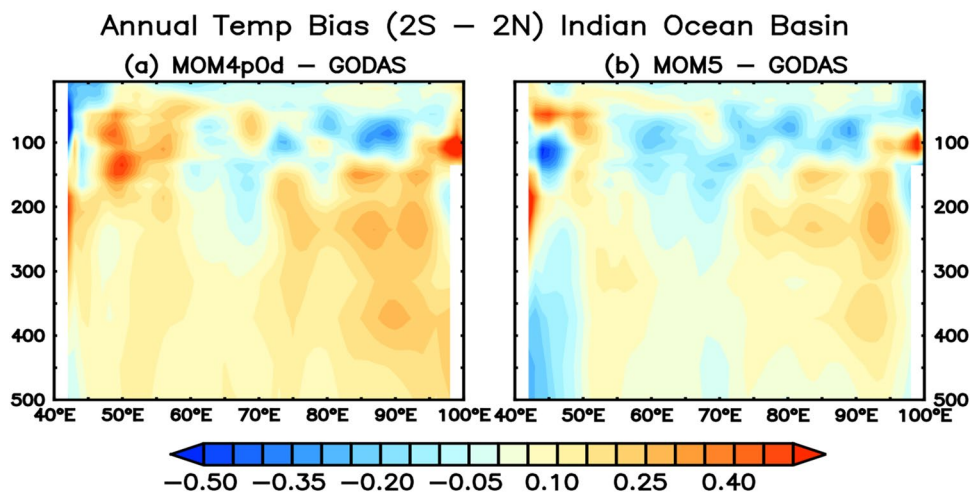 Annual Temp Bias (2S – 2N) Indian Ocean Basin
(a) MOM4p0d – GODAS
(b) MOM5 – GODAS
100
200
300
400
500
40°E 50°E 60°E 70°E 80°E 90°E 100°E
100
200
300
400
500
40°E 50°E 60°E 70°E 80°E 90°E 100°E
−0.50 −0.35 −0.20 −0.05 0.10 0.25 0.40